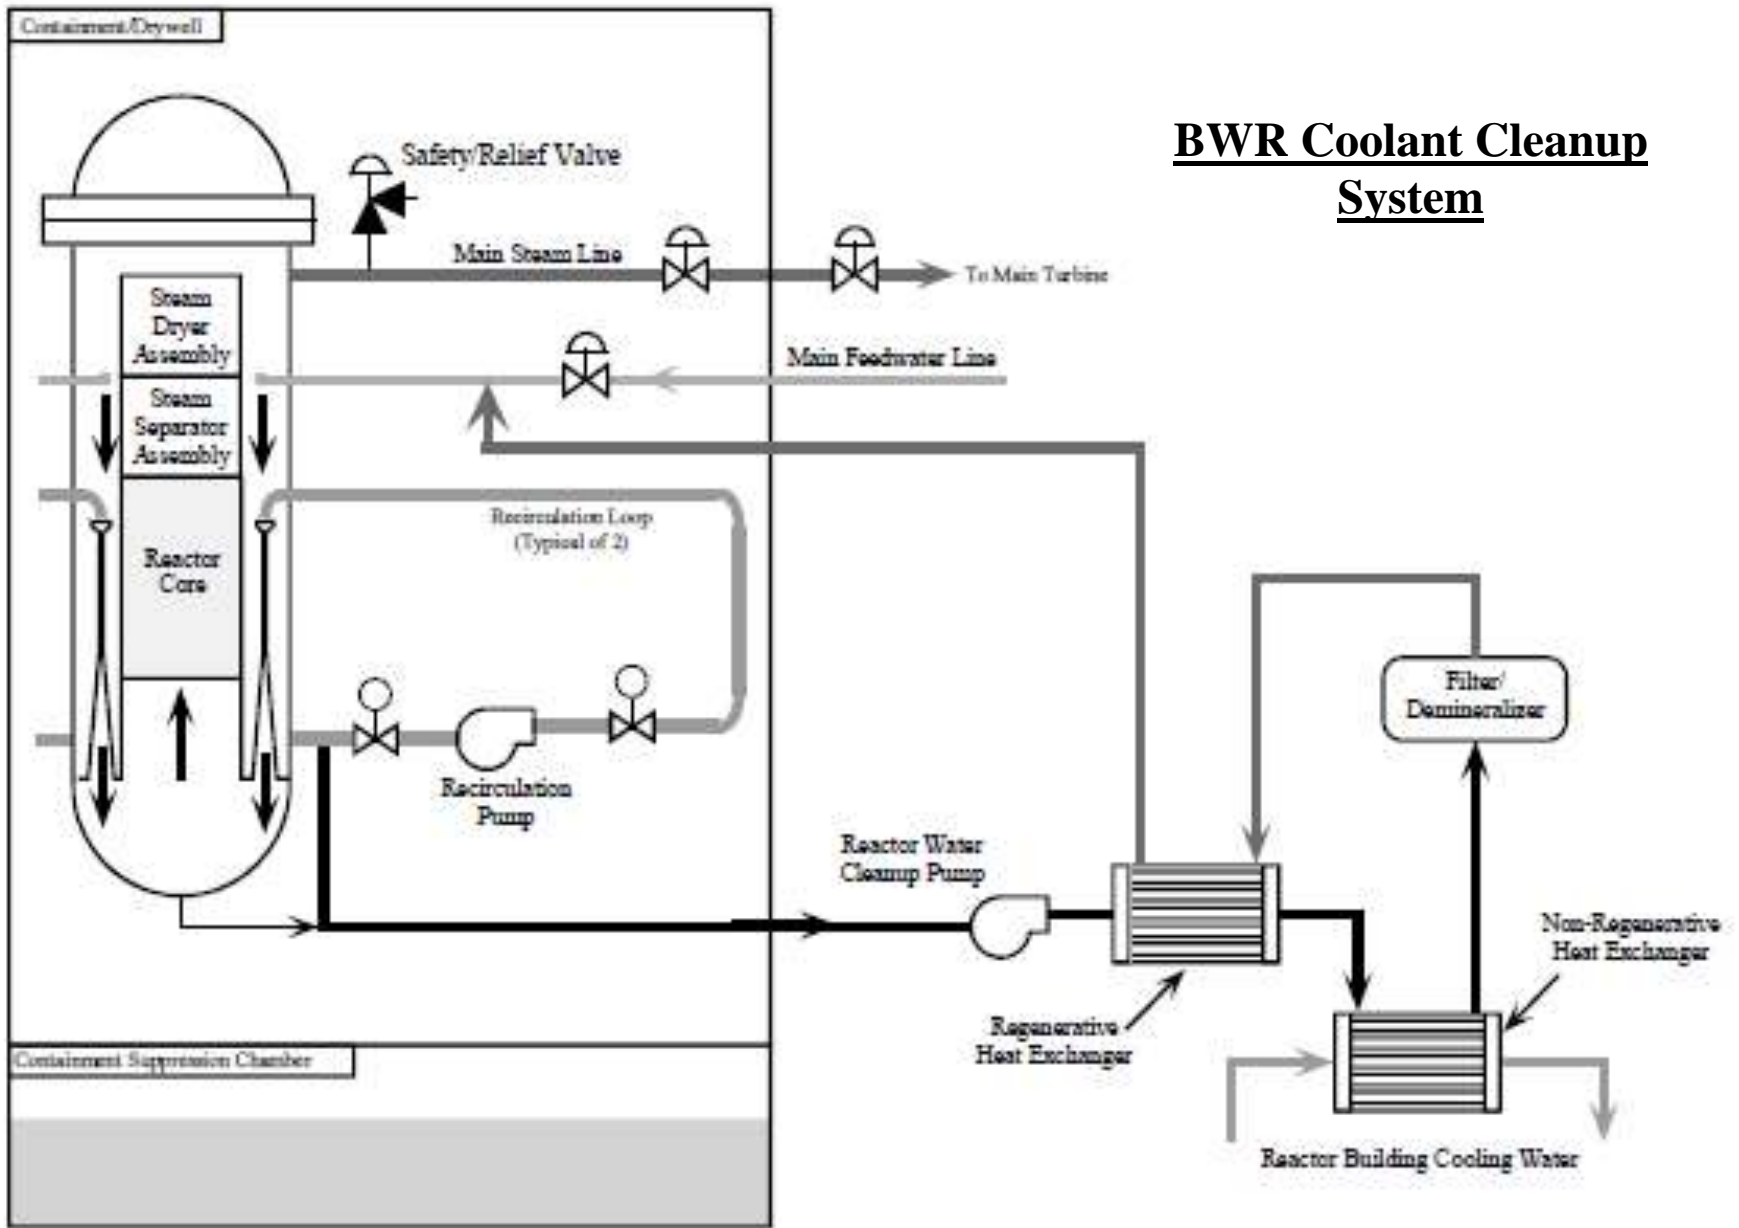 Containment/Drywell
BWR Coolant Cleanup
System
Safety/Relief Valve
Main Steam Line
To Main Turbine
Steam
Dryer
Assembly
Main Feedwater Line
Steam
Separator
Assembly
Recirculation Loop
(Typical of 2)
Reactor
Core
Filter/
Demineralizer
Recirculation
Pump
Reactor Water
Cleanup Pump
Non-Regenerative
Heat Exchanger
Regenerative
Heat Exchanger
Containment Suppression Chamber
Reactor Building Cooling Water